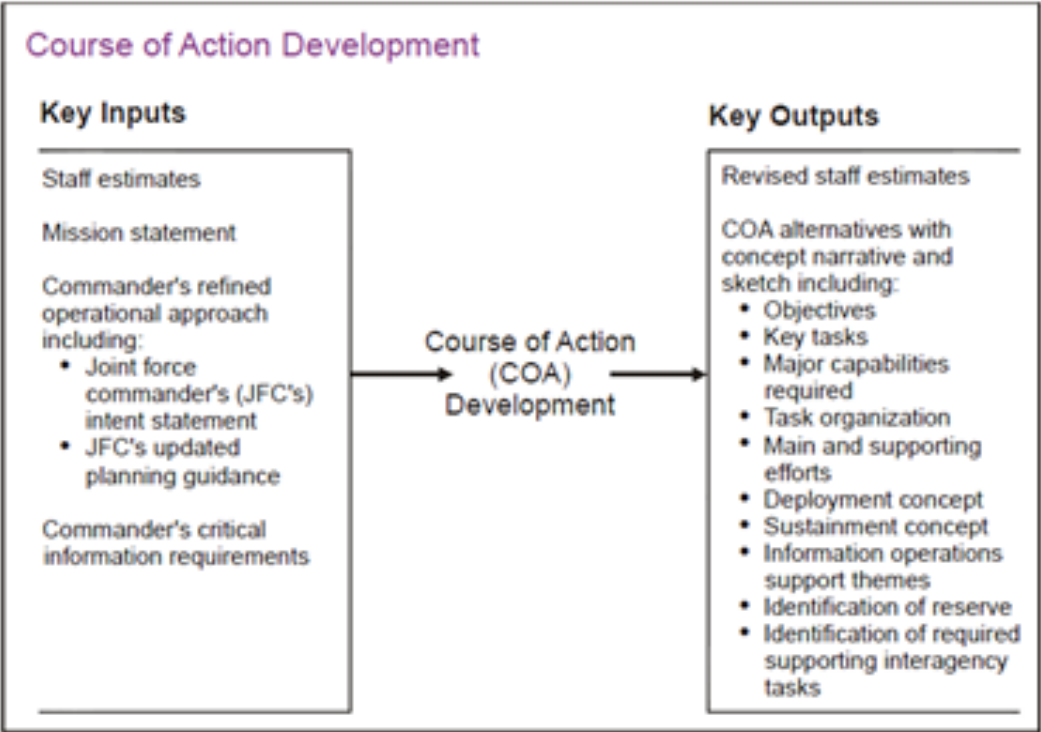 Course of Action Development
Key Inputs
Staff estimates
Mission statement
Commander's refined
operational approach
including:
• Joint force
commander's (JFC's)
intent statement
• JFC's updated
planning guidance
Commander's critical
information requirements
Course of Action
(COA)
Development
Key Outputs
Revised staff estimates
COA alternatives with
concept narrative and
sketch including:
• Objectives
• Key tasks
• Major capabilities
required
• Task organization
• Main and supporting
efforts
• Deployment concept
• Sustainment concept
• Information operations
support themes
• Identification of reserve
• Identification of required
supporting interagency
tasks